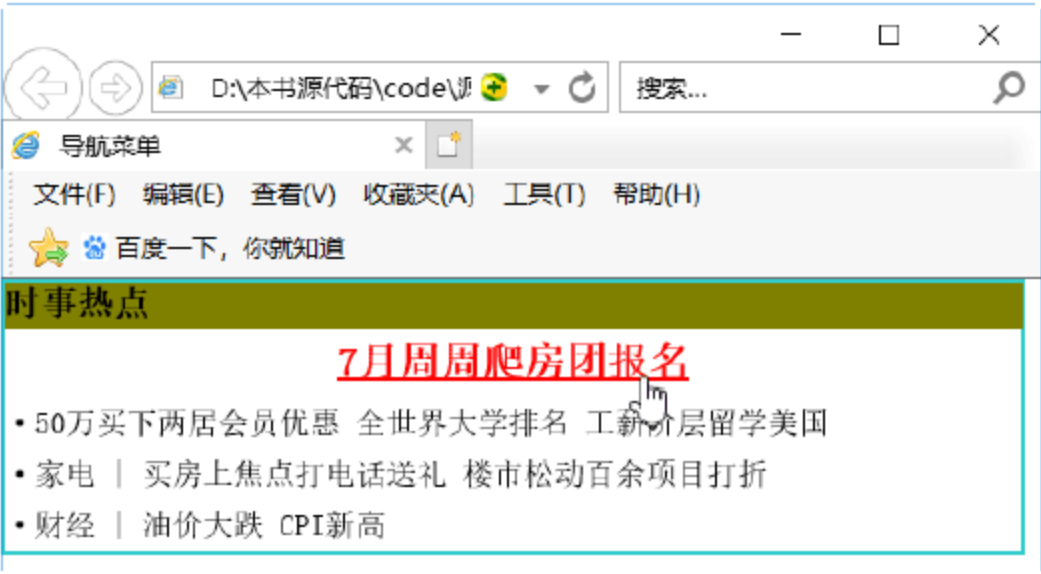 D:\本书源代码\code\源
搜索...
导航菜单
文件(F) 编辑(E) 查看(V) 收藏夹(A) 工具(T) 帮助(H)
百度一下，你就知道
时事热点
7月周周爬房团报名
•50万买下两居会员优惠 全世界大学排名 工薪阶层留学美国
•家电 | 买房上焦点打电话送礼 楼市松动百余项目打折
•财经 | 油价大跌 CPI新高